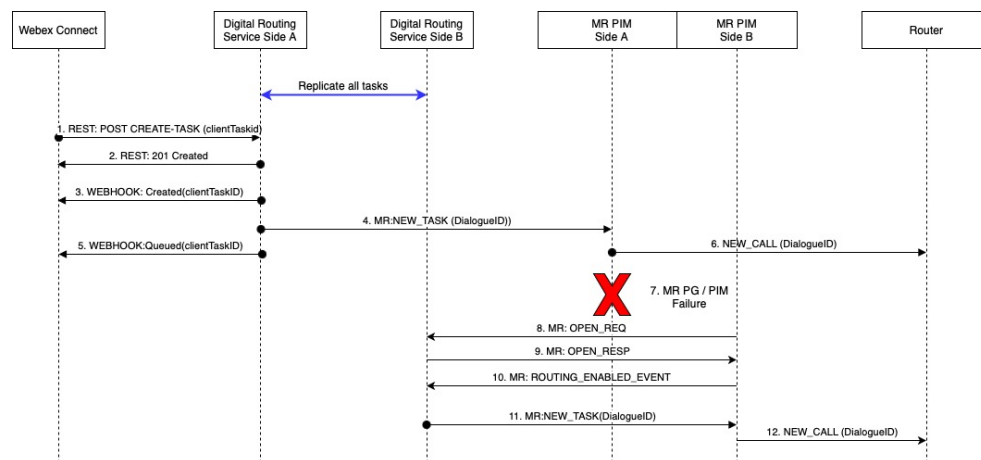 Webex Connect
Digital Routing
Service Side A
Digital Routing
Service Side B
MR PIM
Side A
MR PIM
Side B
Router
Replicate all tasks
1. REST: POST CREATE-TASK (clientTaskid)
2. REST: 201 Created
3. WEBHOOK: Created(clientTaskID)
4. MR:NEW_TASK (DialogueID))
5. WEBHOOK:Queued(clientTaskID)
6. NEW_CALL (DialogueID)
7. MR PG / PIM
Failure
8. MR: OPEN_REQ
9. MR: OPEN_RESP
10. MR: ROUTING_ENABLED_EVENT
11. MR:NEW_TASK(DialogueID)
12. NEW_CALL (DialogueID)